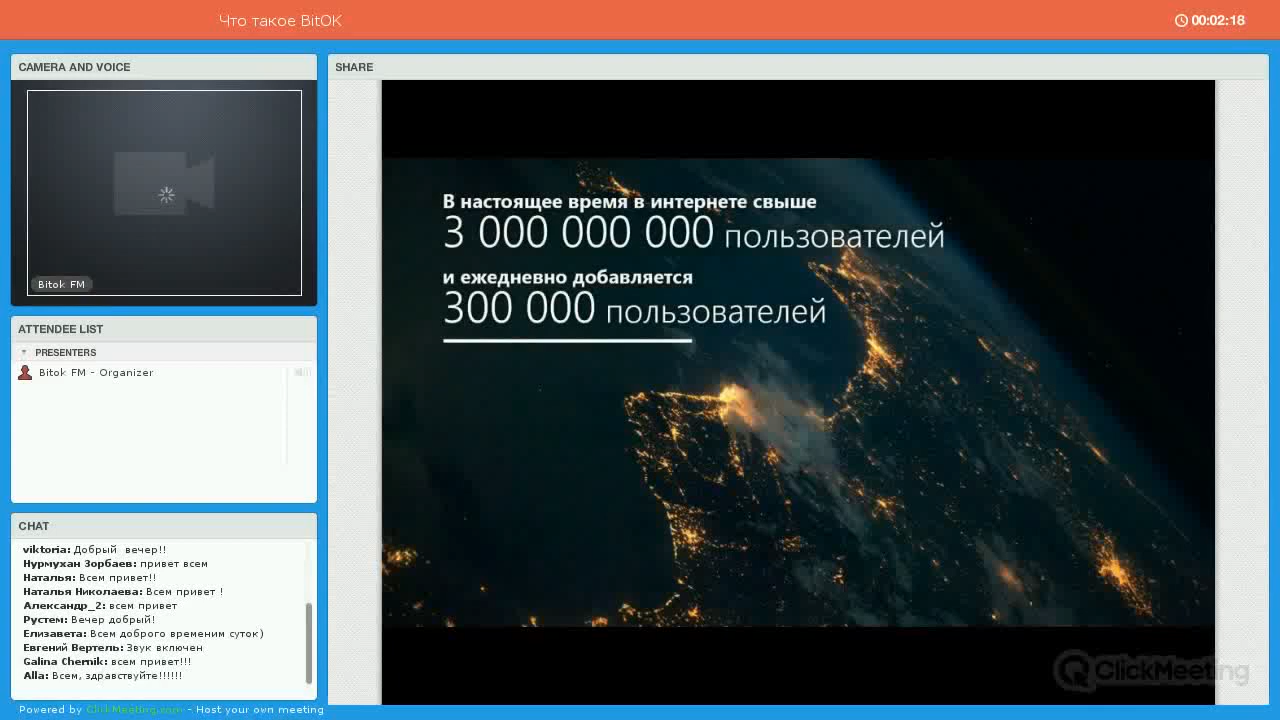 Что такое BitOK
00:02:18
CAMERA AND VOICE
Bitok FM
ATTENDEE LIST
PRESENTERS
Bitok FM - Organizer
CHAT
viktoria: Добрый вечер!!
Нурмухан Зорбаев: привет всем
Наталья: Всем привет!!
Наталья Николаева: Всем привет !
Александр_2: всем привет
Рустем: Вечер добрый!
Елизавета: Всем доброго временим суток)
Евгений Вертель: Звук включен
Galina Chernik: всем привет!!!
Alla: Всем, здравствуйте!!!!!!
Powered by ClickMeeting.com - Host your own meeting
SHARE
В настоящее время в интернете свыше
3 000 000 000 пользователей
и ежедневно добавляется
300 000 пользователей
ClickMeeting